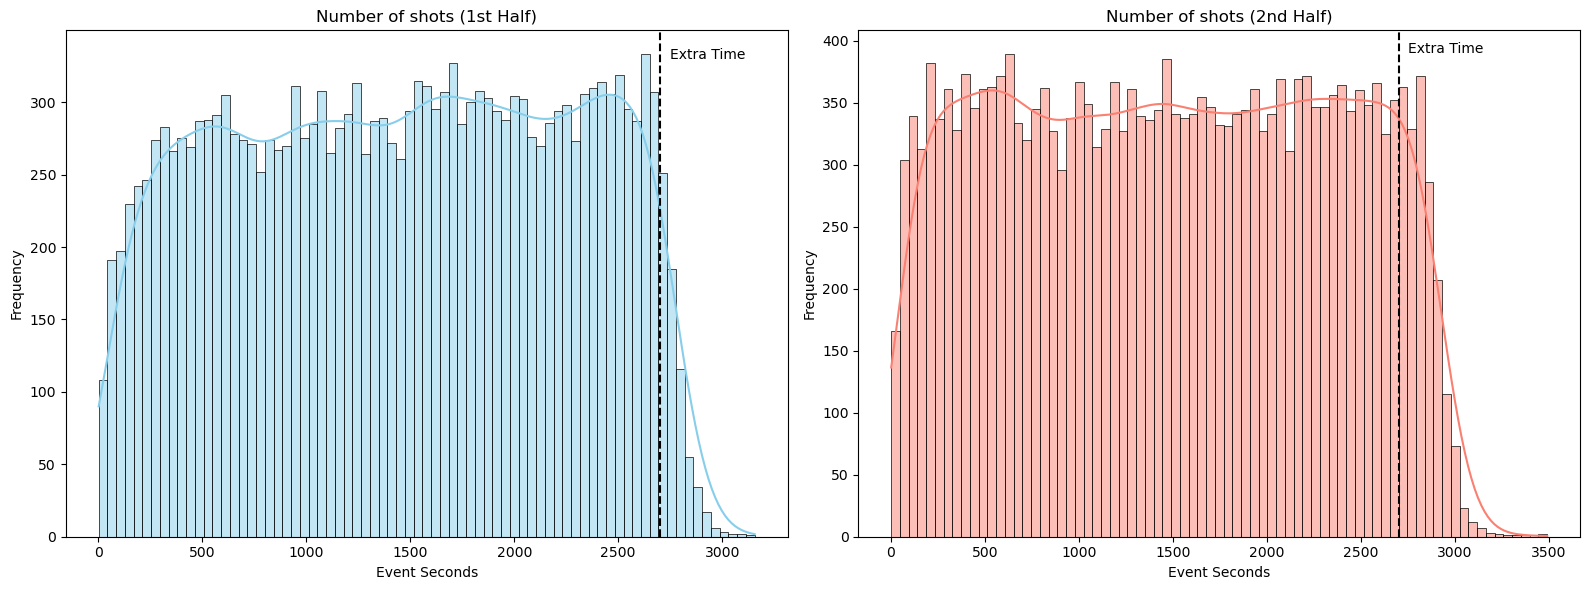 Number of shots (1st Half)
Extra Time
Frequency
300
250
200
150
100
50
0
0 500 1000 1500 2000 2500 3000
Event Seconds
Number of shots (2nd Half)
Extra Time
Frequency
400
350
300
250
200
150
100
50
0
0 500 1000 1500 2000 2500 3000 3500
Event Seconds